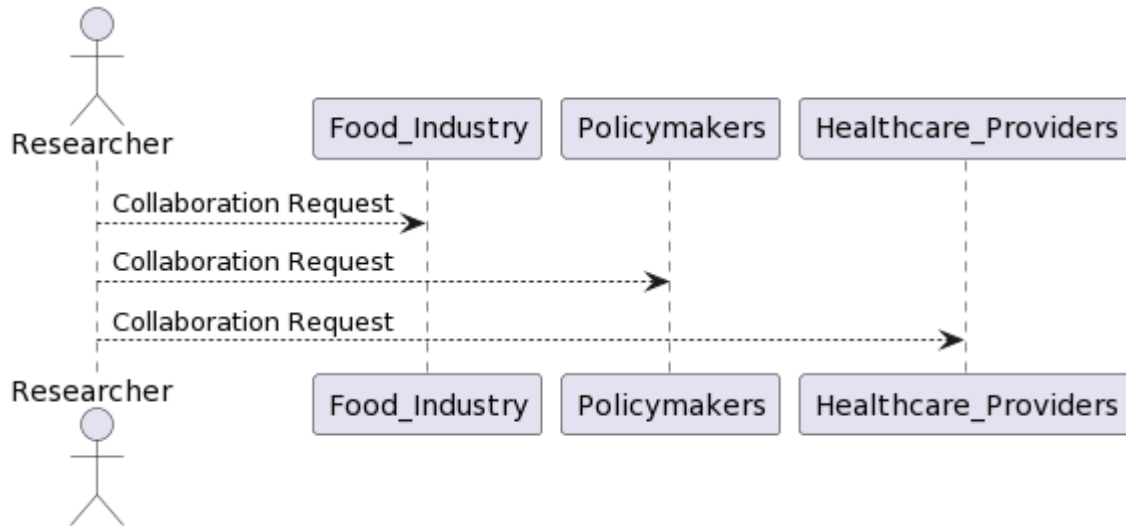 Researcher
Food_Industry
Policymakers
Healthcare_Providers
Collaboration Request
Collaboration Request
Collaboration Request
Researcher
Food_Industry
Policymakers
Healthcare_Providers